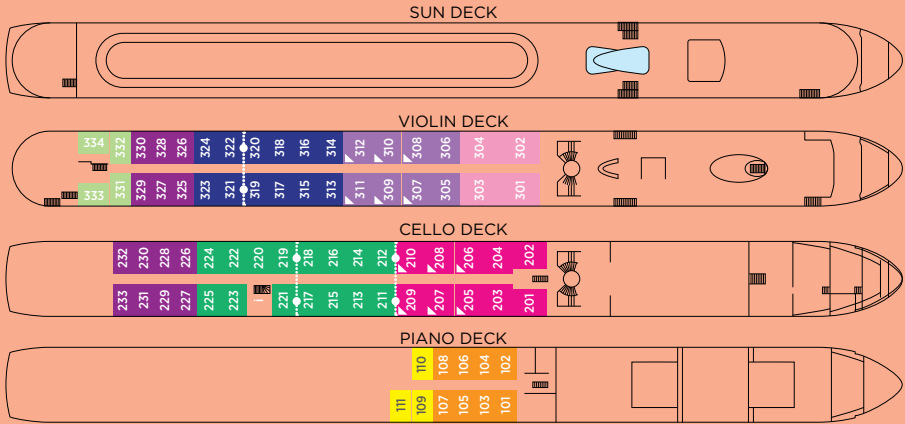 SUN DECK
VIOLIN DECK
334 332 330 328 326 324 322 320 318 316 314 312 310 308 306 304 302
333 331 329 327 325 323 321 319 317 315 313 311 309 307 305 303 301
CELLO DECK
232 230 228 226 224 222 220 219 218 216 214 212 210 208 206 204 202
233 231 229 227 225 223 i 221 217 215 213 211 209 207 205 203 201
PIANO DECK
110 108 106 104 102
111 109 107 105 103 101